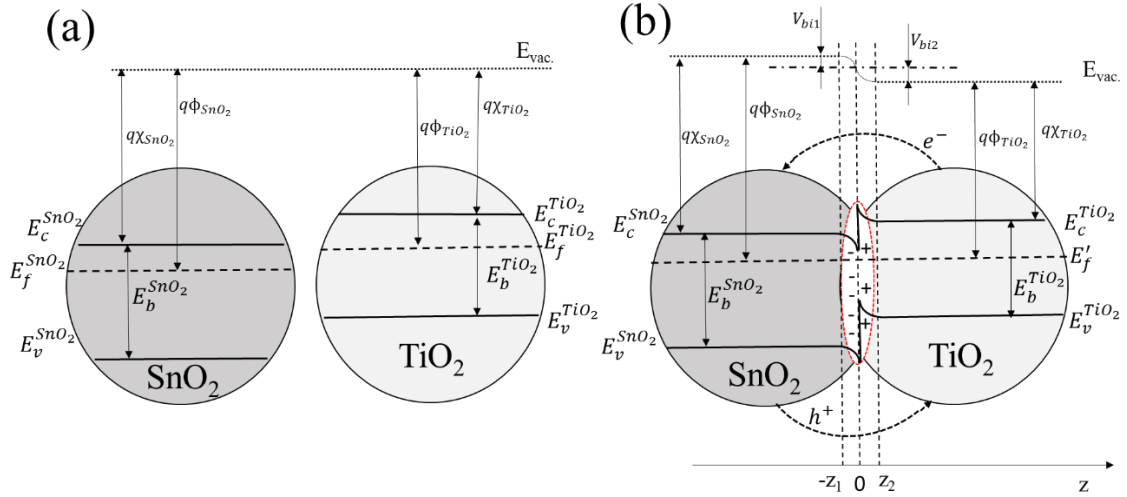 (a)
E_vac.
qχ_SnO₂
qϕ_SnO₂
qϕ_TiO₂
qχ_TiO₂
E_c^SnO₂
E_f^SnO₂
E_b^SnO₂
E_v^SnO₂
SnO₂
E_c^TiO₂
E_f^TiO₂
E_b^TiO₂
E_v^TiO₂
TiO₂
(b)
V_bi1
V_bi2
E_vac.
qχ_SnO₂
qϕ_SnO₂
qϕ_TiO₂
qχ_TiO₂
e⁻
E_c^SnO₂
E_f^SnO₂
E_b^SnO₂
E_v^SnO₂
SnO₂
- +
-
- +
-
- +
-
E_c^TiO₂
E'_f
E_b^TiO₂
E_v^TiO₂
TiO₂
h⁺
-z₁ 0 z₂ z